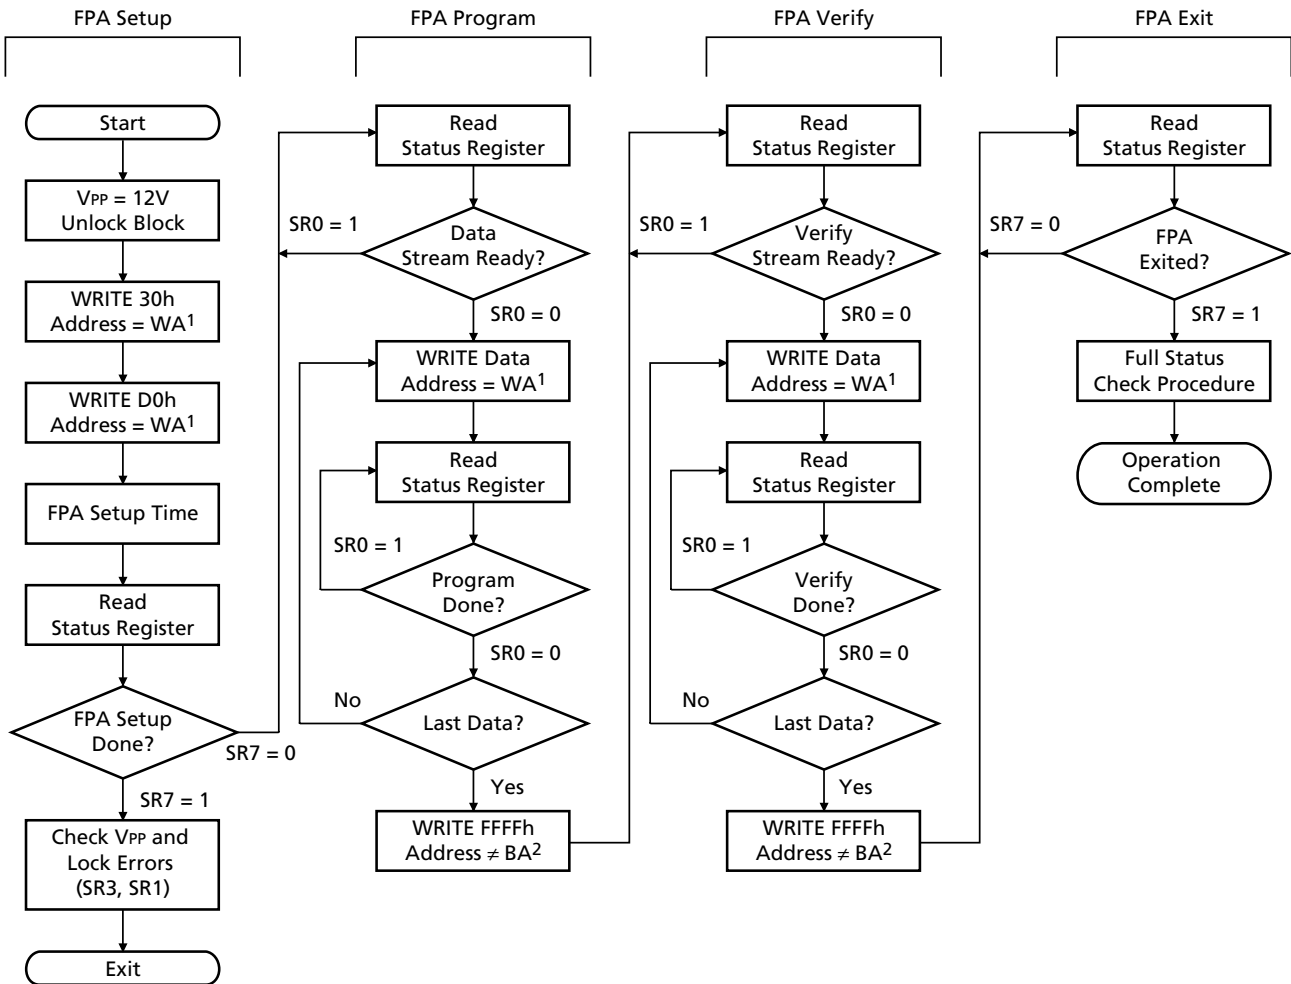 FPA Setup
Start
VPP = 12V
Unlock Block
WRITE 30h
Address = WA1
WRITE D0h
Address = WA1
FPA Setup Time
Read
Status Register
FPA Setup
Done?
SR7 = 0
SR7 = 1
Check VPP and
Lock Errors
(SR3, SR1)
Exit
FPA Program
Read
Status Register
SR0 = 1
Data
Stream Ready?
SR0 = 0
WRITE Data
Address = WA1
Read
Status Register
SR0 = 1
Program
Done?
SR0 = 0
No
Last Data?
Yes
WRITE FFFFh
Address ≠ BA2
FPA Verify
Read
Status Register
SR0 = 1
Verify
Stream Ready?
SR0 = 0
WRITE Data
Address = WA1
Read
Status Register
SR0 = 1
Verify
Done?
SR0 = 0
No
Last Data?
Yes
WRITE FFFFh
Address ≠ BA2
FPA Exit
Read
Status Register
SR7 = 0
FPA
Exited?
SR7 = 1
Full Status
Check Procedure
Operation
Complete